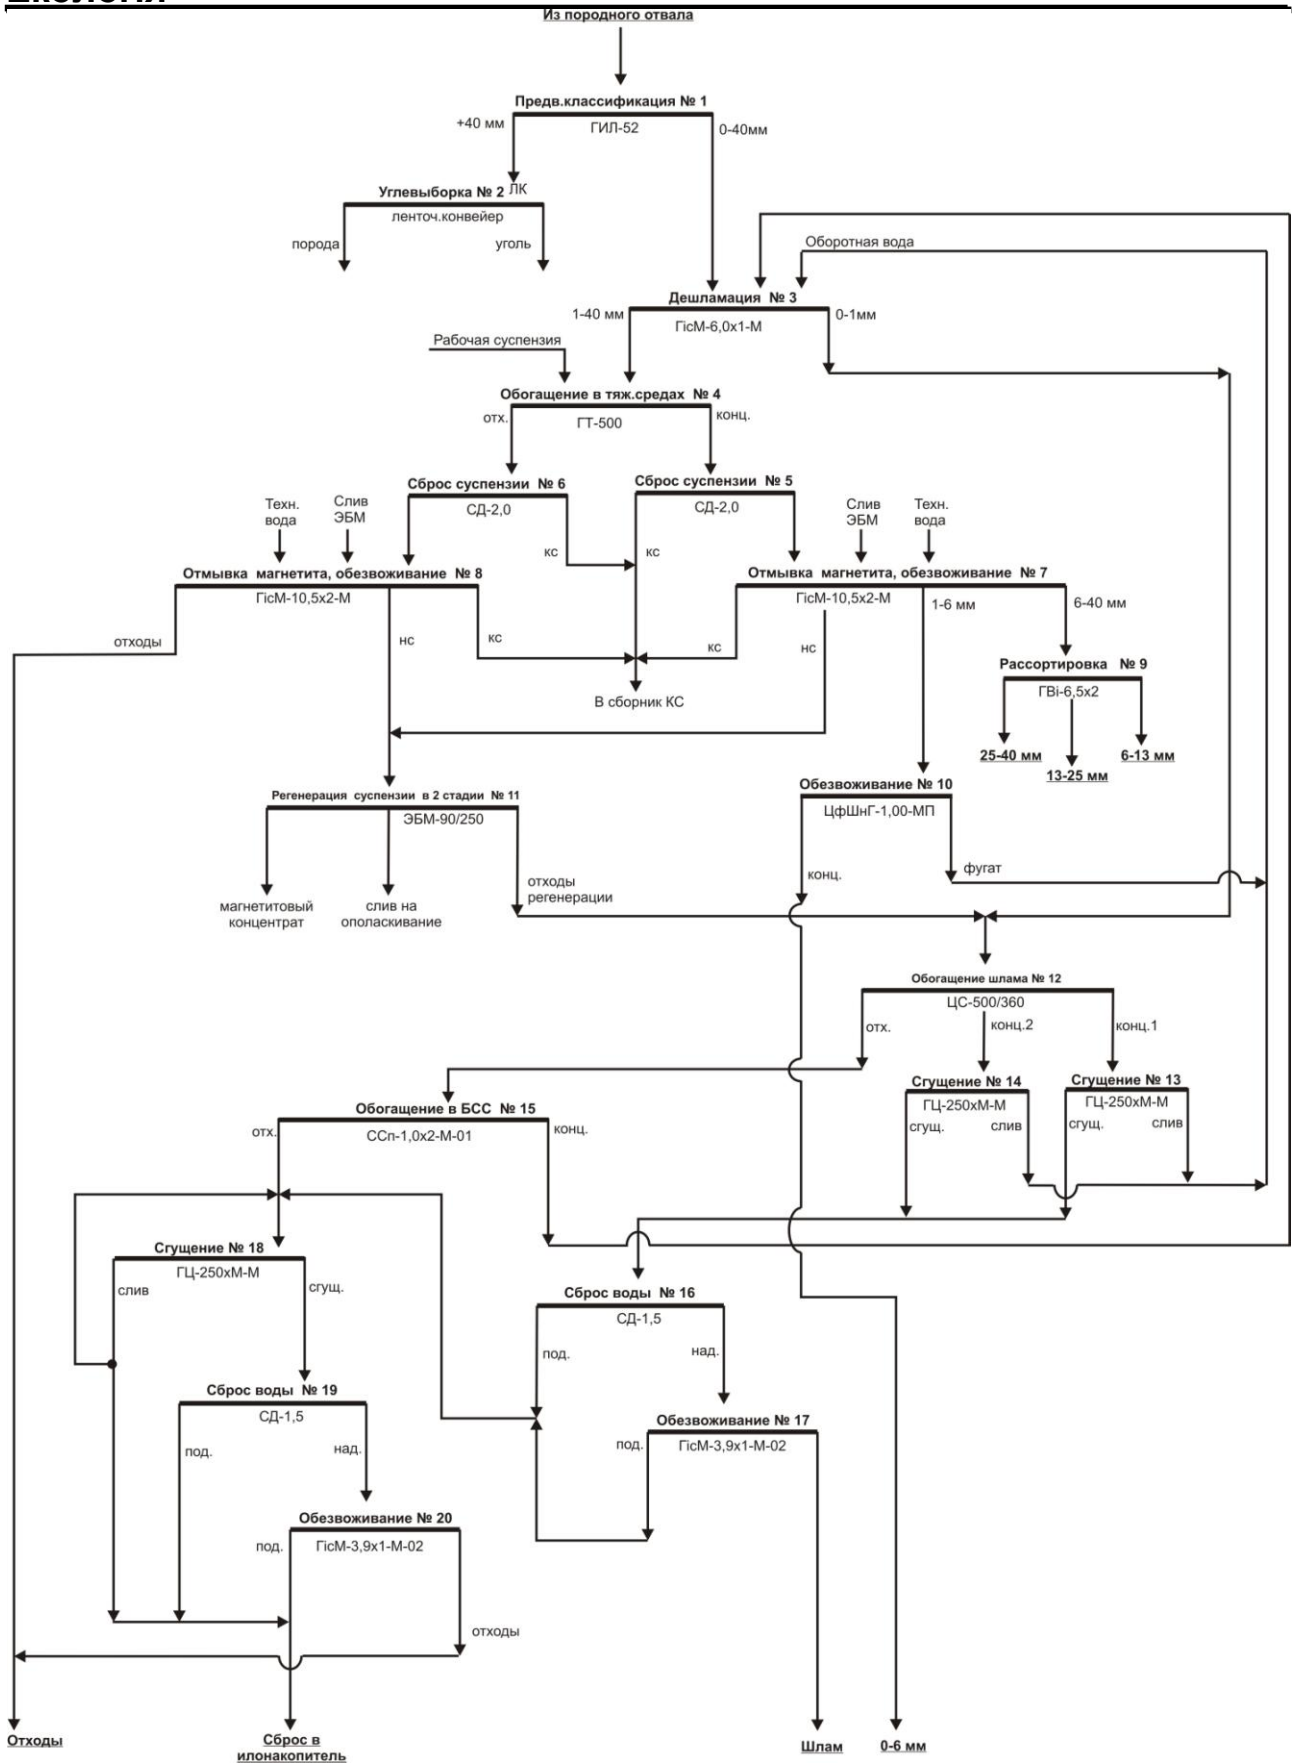 Из породного отвала
Предв.классификация № 1
+40 мм
ГИЛ-52
0-40мм
Углевыборка № 2
ЛК
ленточ.конвейер
порода
уголь
Оборотная вода
Дешламация № 3
1-40 мм
ГісМ-6,0х1-М
0-1мм
Рабочая суспензия
Обогащение в тяж.средах № 4
отх.
ГТ-500
конц.
Сброс суспензии № 6
Сброс суспензии № 5
СД-2,0
СД-2,0
Техн.
вода
Слив
ЭБМ
Слив
ЭБМ
Техн.
вода
кс
кс
Отмывка магнетита, обезвоживание № 8
Отмывка магнетита, обезвоживание № 7
ГісМ-10,5х2-М
ГісМ-10,5х2-М
1-6 мм
6-40 мм
отходы
нс
кс
кс
нс
Рассортировка № 9
ГВі-6,5х2
В сборник КС
25-40 мм
13-25 мм
6-13 мм
Обезвоживание № 10
ЦфШнГ-1,00-МП
Регенерация суспензии в 2 стадии № 11
ЭБМ-90/250
конц.
фугат
отходы
регенерации
магнетитовый
концентрат
слив на
ополаскивание
Обогащение шлама № 12
ЦС-500/360
отх.
конц.2
конц.1
Сгущение № 14
Сгущение № 13
ГЦ-250хМ-М
ГЦ-250хМ-М
сгущ.
слив
сгущ.
слив
Обогащение в БСС № 15
отх.
ССп-1,0х2-М-01
конц.
Сгущение № 18
ГЦ-250хМ-М
слив
сгущ.
Сброс воды № 16
СД-1,5
под.
над.
Сброс воды № 19
СД-1,5
под.
над.
Обезвоживание № 17
под.
ГісМ-3,9х1-М-02
Обезвоживание № 20
под.
ГісМ-3,9х1-М-02
отходы
Отходы
Сброс в
илонакопитель
Шлам
0-6 мм